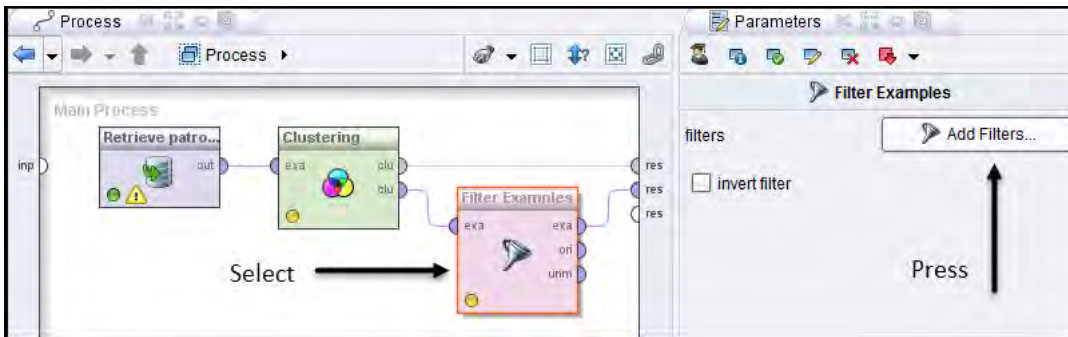 Process
Process
Main Process
Retrieve patro...
out
inp
Clustering
exa
clu
clu
Filter Examples
exa
exa
ori
unm
res
res
res
Select
Parameters
Filter Examples
filters
Add Filters...
invert filter
Press